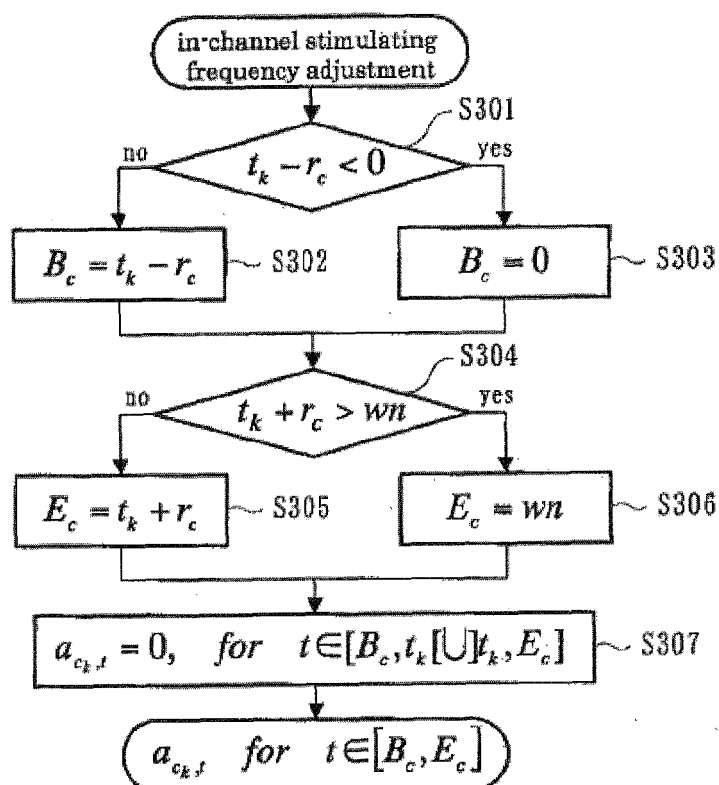 in-channel stimulating
frequency adjustment
S301
no
yes
t_k − r_c < 0
B_c = t_k − r_c
S302
B_c = 0
S303
S304
no
yes
t_k + r_c > wn
E_c = t_k + r_c
S305
E_c = wn
S306
a_{c_k,t} = 0, for t∈[B_c, t_k[∪]t_k, E_c]
S307
a_{c_k,t} for t∈[B_c, E_c]